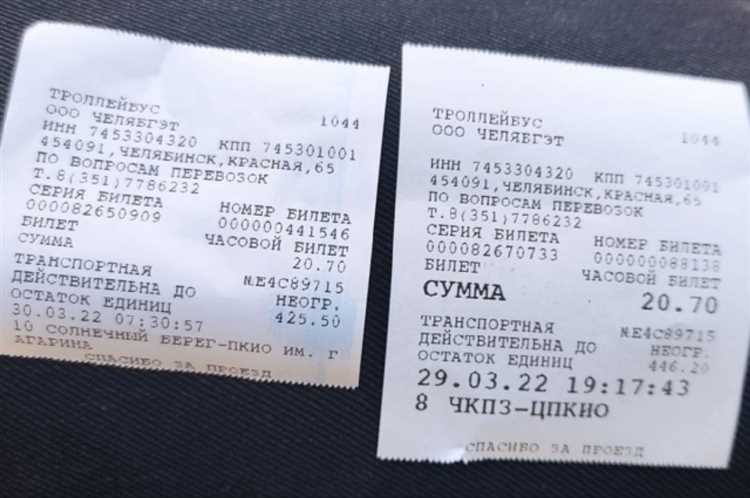 ТРОЛЛЕЙБУС
ООО ЧЕЛЯБГЭТ 1044
ИНН 7453304320 КПП 745301001
454091,ЧЕЛЯБИНСК,КРАСНАЯ,65
ПО ВОПРОСАМ ПЕРЕВОЗОК
Т.8(351)7786232
СЕРИЯ БИЛЕТА НОМЕР БИЛЕТА
000082650909 000000441546
БИЛЕТ ЧАСОВОЙ БИЛЕТ
СУММА 20.70
ТРАНСПОРТНАЯ №E4C89715
ДЕЙСТВИТЕЛЬНА ДО НЕОГР.
ОСТАТОК ЕДИНИЦ 425.50
30.03.22 07:30:57
10 СОЛНЕЧНЫЙ БЕРЕГ-ПКИО ИМ. Г
АГАРИНА
СПАСИБО ЗА ПРОЕЗД
ТРОЛЛЕЙБУС
ООО ЧЕЛЯБГЭТ 1044
ИНН 7453304320 КПП 745301001
454091,ЧЕЛЯБИНСК,КРАСНАЯ,65
ПО ВОПРОСАМ ПЕРЕВОЗОК
Т.8(351)7786232
СЕРИЯ БИЛЕТА НОМЕР БИЛЕТА
000082670733 000000088138
БИЛЕТ ЧАСОВОЙ БИЛЕТ
СУММА 20.70
ТРАНСПОРТНАЯ №E4C89715
ДЕЙСТВИТЕЛЬНА ДО НЕОГР.
ОСТАТОК ЕДИНИЦ 446.20
29.03.22 19:17:43
8 ЧКПЗ-ЦПКИО
СПАСИБО ЗА ПРОЕЗД